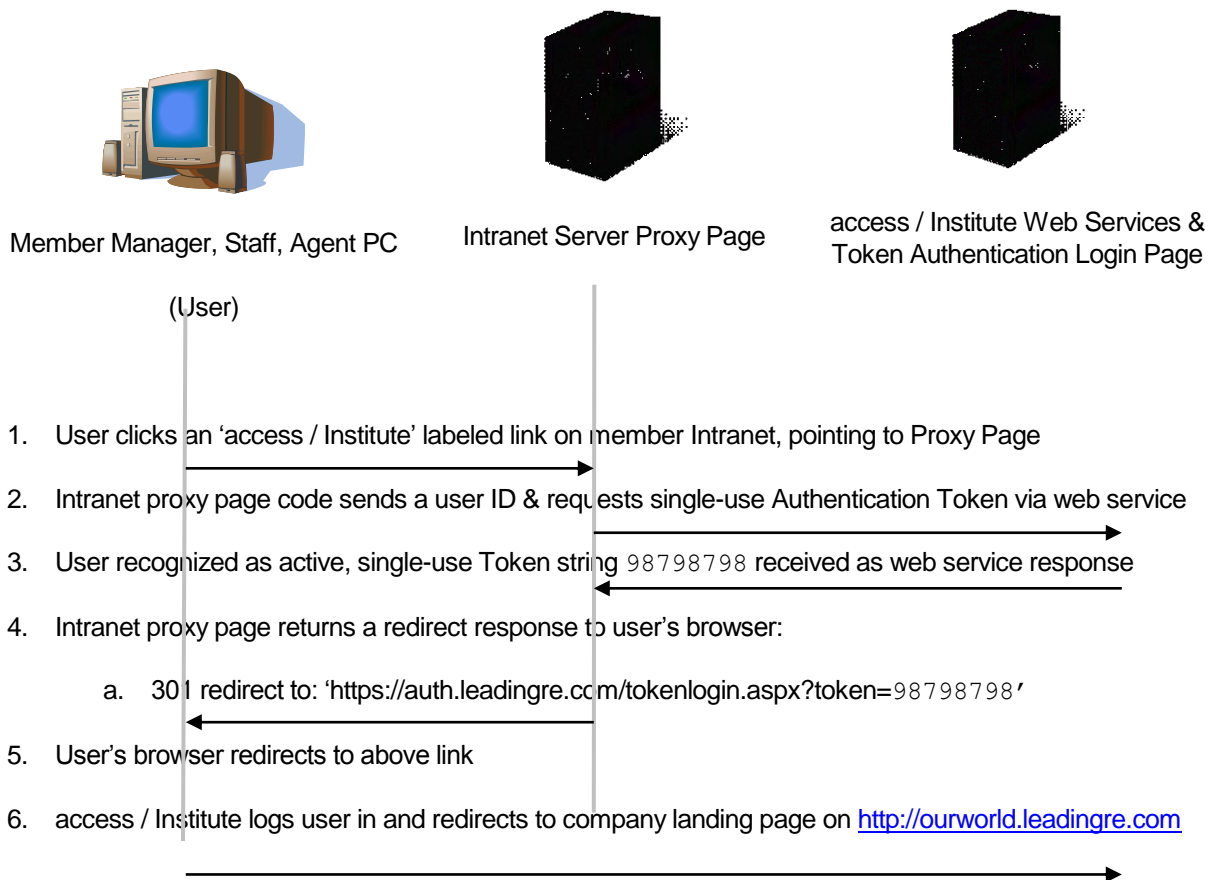 Member Manager, Staff, Agent PC
(User)
Intranet Server Proxy Page
access / Institute Web Services &
Token Authentication Login Page
1. User clicks an ‘access / Institute’ labeled link on member Intranet, pointing to Proxy Page
2. Intranet proxy page code sends a user ID & requests single-use Authentication Token via web service
3. User recognized as active, single-use Token string 98798798 received as web service response
4. Intranet proxy page returns a redirect response to user’s browser:
a. 301 redirect to: ‘https://auth.leadingre.com/tokenlogin.aspx?token=98798798’
5. User’s browser redirects to above link
6. access / Institute logs user in and redirects to company landing page on http://ourworld.leadingre.com